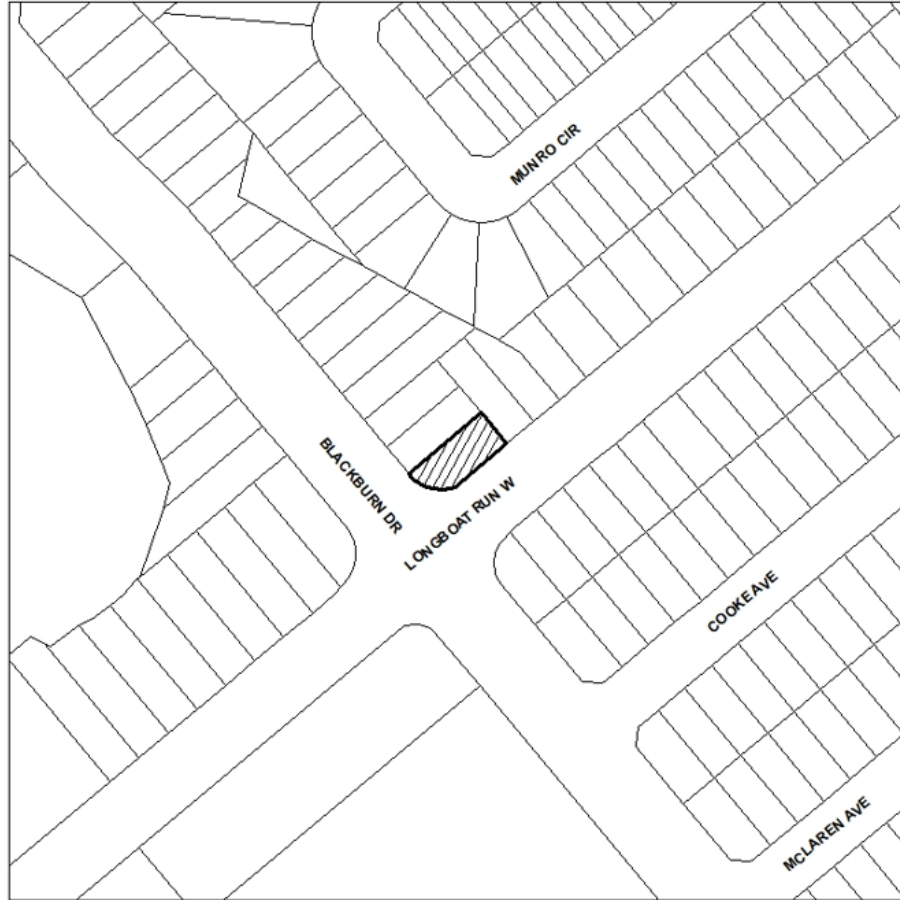 MUNRO CIR
BLACKBURN DR
LONGBOAT RUN W
COOKE AVE
McLAREN AVE